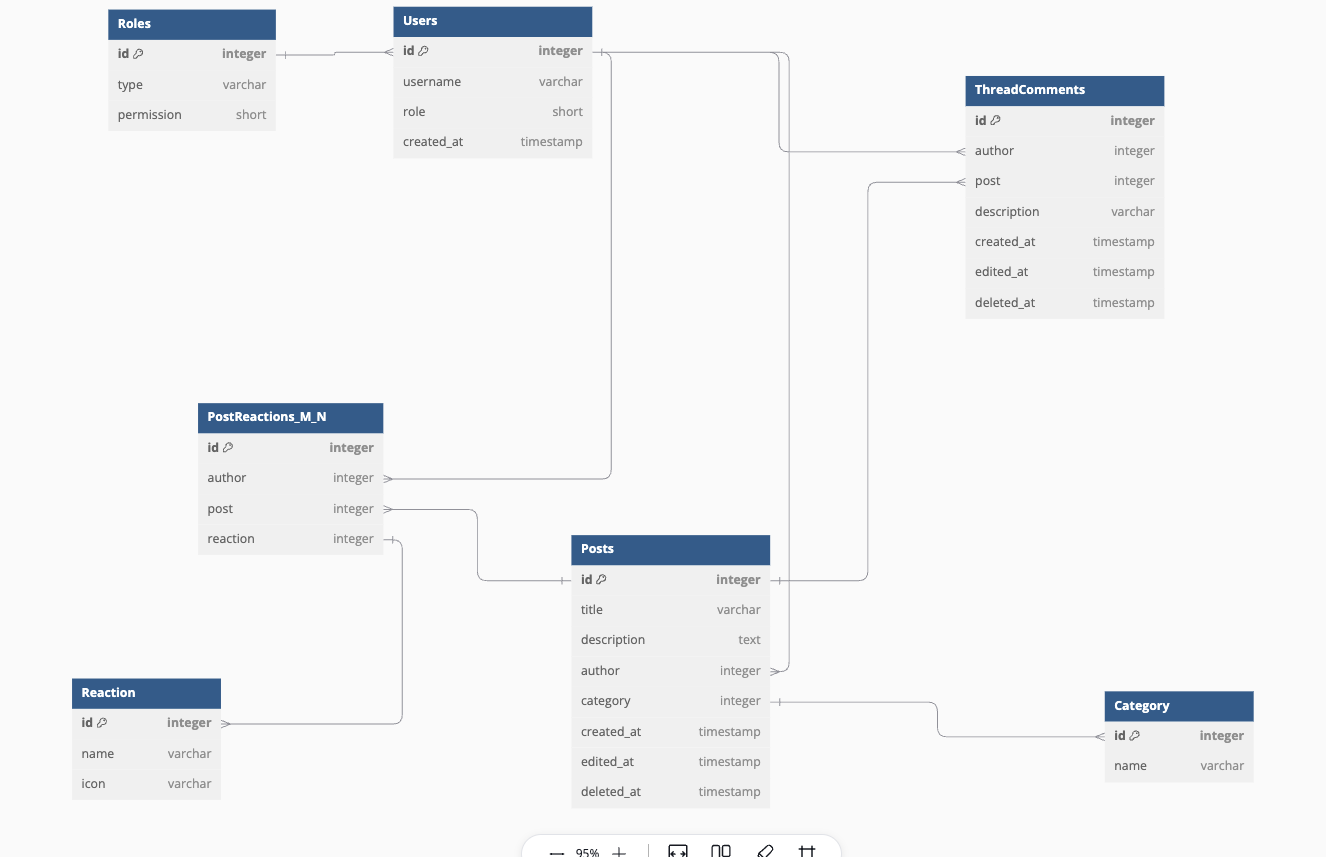 Roles
id integer
type varchar
permission short
Users
id integer
username varchar
role short
created_at timestamp
ThreadComments
id integer
author integer
post integer
description varchar
created_at timestamp
edited_at timestamp
deleted_at timestamp
PostReactions_M_N
id integer
author integer
post integer
reaction integer
Posts
id integer
title varchar
description text
author integer
category integer
created_at timestamp
edited_at timestamp
deleted_at timestamp
Reaction
id integer
name varchar
icon varchar
Category
id integer
name varchar
95%